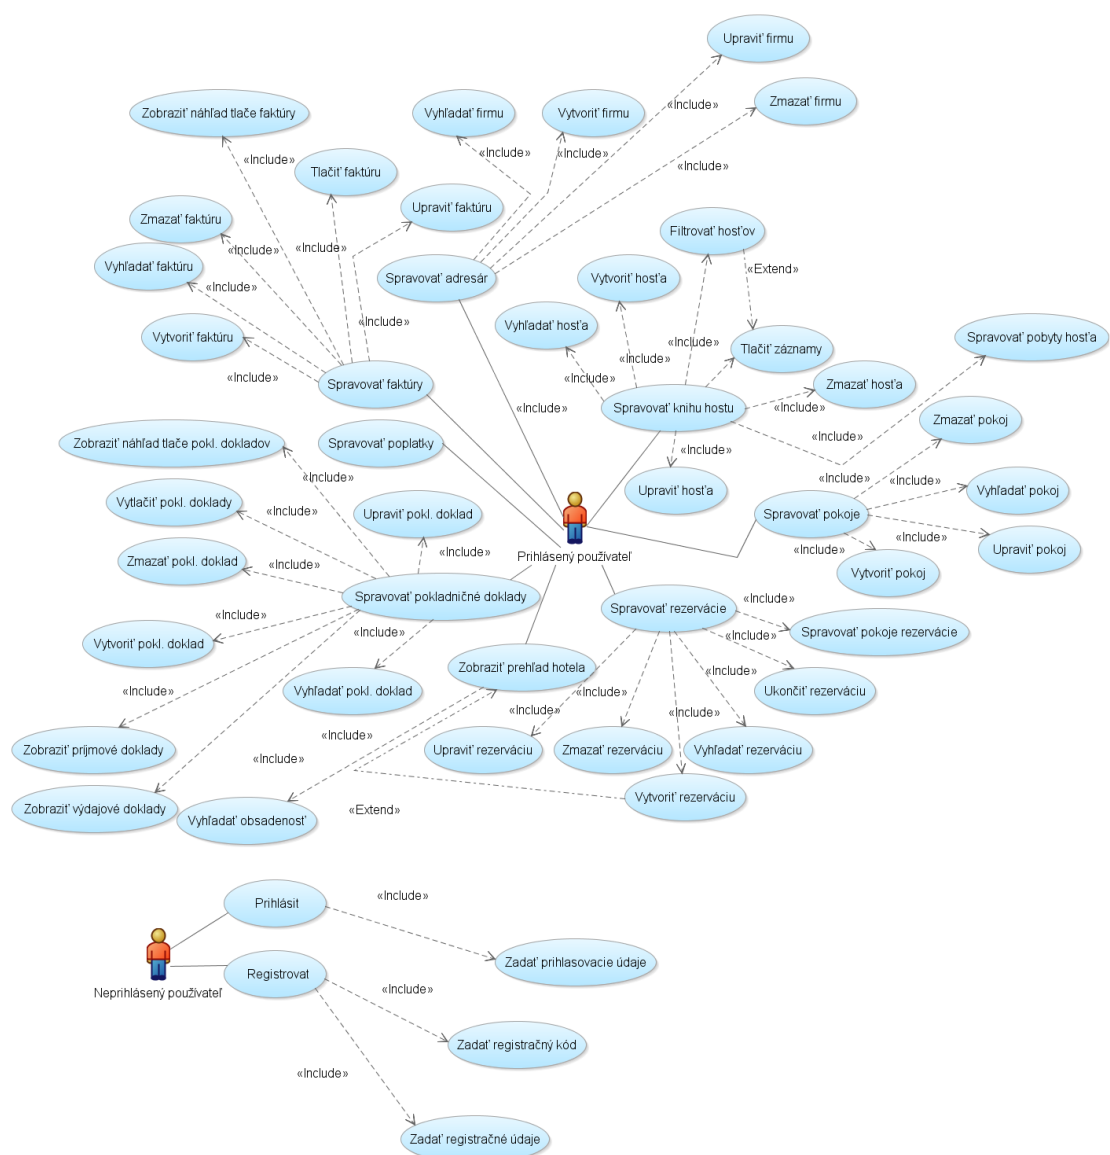 Upraviť firmu
«Include»
Zmazať firmu
Vyhľadať firmu
Vytvoriť firmu
Zobraziť náhľad tlače faktúry
«Include»
«Include»
«Include»
«Include»
Tlačiť faktúru
Upraviť faktúru
Zmazať faktúru
Filtrovať hosťov
«Include»
«Include»
Vyhľadať faktúru
Spravovať adresár
Vytvoriť hosťa
«Extend»
«Include»
Vytvoriť faktúru
«Include»
Vyhľadať hosťa
Spravovať pobyty hosťa
«Include»
Tlačiť záznamy
«Include»
Spravovať faktúry
«Include»
Zmazať hosťa
«Include»
Spravovať knihu hostu
«Include»
Zmazať pokoj
Spravovať poplatky
Zobraziť náhľad tlače pokl. dokladov
«Include»
«Include»
«Include»
Upraviť hosťa
Vyhľadať pokoj
Vytlačiť pokl. doklady
«Include»
Upraviť pokl. doklad
Spravovať pokoje
«Include»
«Include»
«Include»
Upraviť pokoj
Prihlásený používateľ
«Include»
Zmazať pokl. doklad
«Include»
Vytvoriť pokoj
Spravovať pokladničné doklady
«Include»
Spravovať rezervácie
«Include»
Vytvoriť pokl. doklad
Spravovať pokoje rezervácie
«Include»
«Include»
Zobraziť prehľad hotela
«Include»
«Include»
Vyhľadať pokl. doklad
Ukončiť rezerváciu
«Include»
«Include»
«Include»
Zobraziť príjmové doklady
Upraviť rezerváciu
Zmazať rezerváciu
Vyhľadať rezerváciu
«Include»
Vytvoriť rezerváciu
Zobraziť výdajové doklady
«Extend»
Vyhľadať obsadenosť
Prihlásit
«Include»
Zadať prihlasovacie údaje
Registrovat
Neprihlásený používateľ
«Include»
Zadať registračný kód
«Include»
Zadať registračné údaje